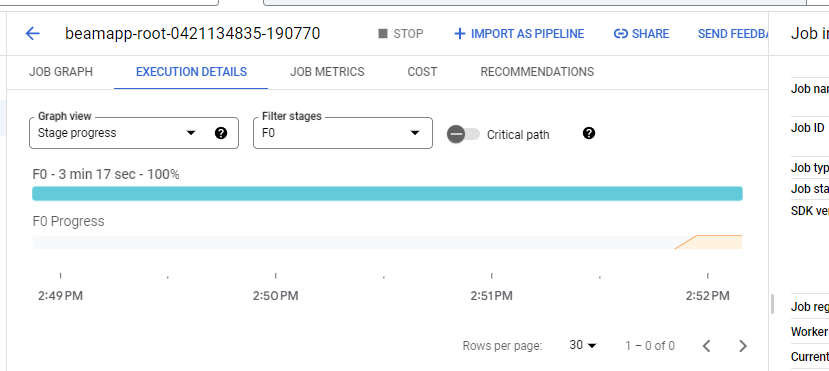 beamapp-root-0421134835-190770
STOP
IMPORT AS PIPELINE
SHARE
SEND FEEDBA
JOB GRAPH
EXECUTION DETAILS
JOB METRICS
COST
RECOMMENDATIONS
Graph view
Stage progress
Filter stages
F0
Critical path
F0 - 3 min 17 sec - 100%
F0 Progress
2:49 PM
2:50 PM
2:51 PM
2:52 PM
Rows per page:
30
1 – 0 of 0
Job in
Job nar
Job ID
Job typ
Job sta
SDK ver
Job reg
Worker
Current